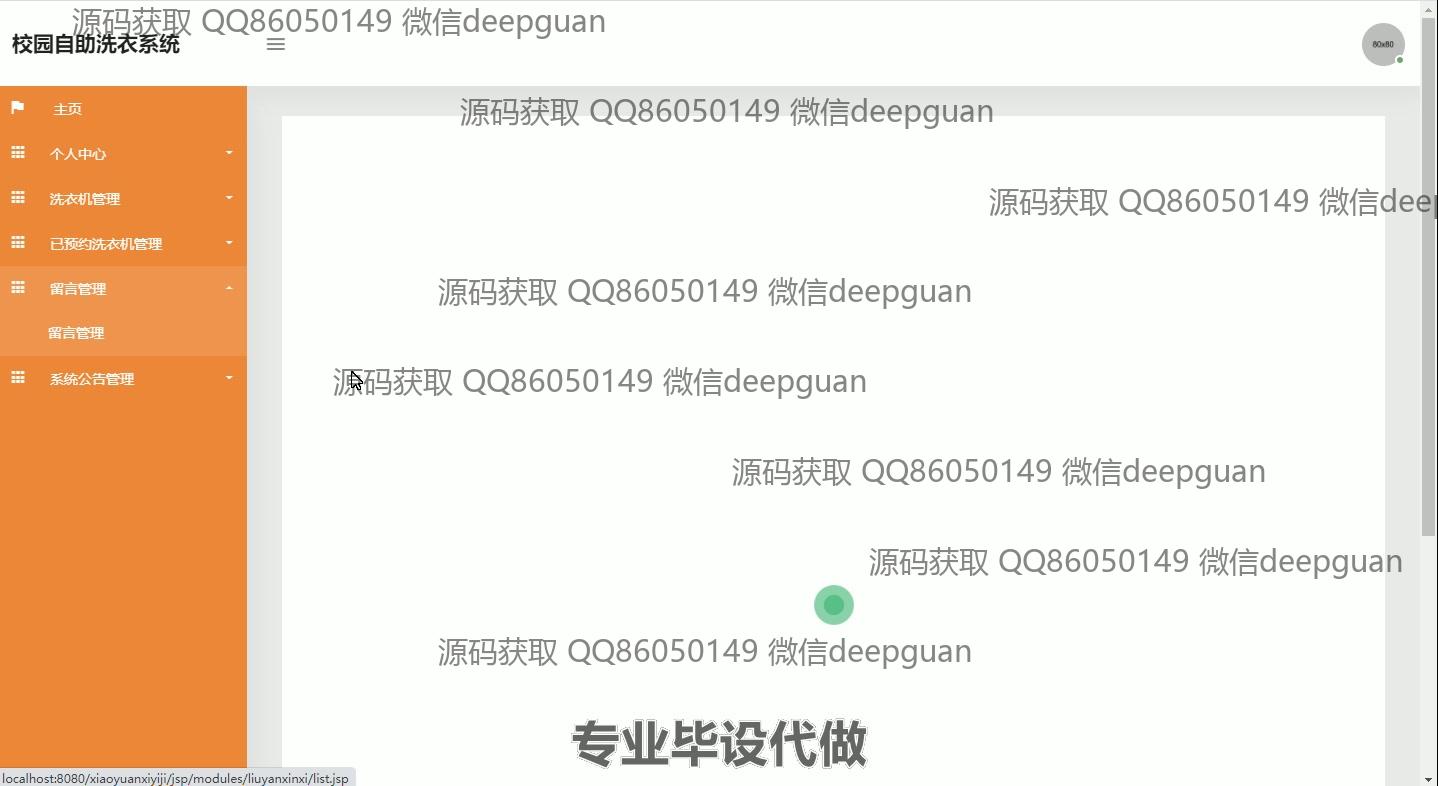 源码获取 QQ86050149 微信deepguan
校园自助洗衣系统
80x80
源码获取 QQ86050149 微信deepguan
主页
个人中心
源码获取 QQ86050149 微信deep
洗衣机管理
已预约洗衣机管理
源码获取 QQ86050149 微信deepguan
留言管理
留言管理
源码获取 QQ86050149 微信deepguan
系统公告管理
源码获取 QQ86050149 微信deepguan
源码获取 QQ86050149 微信deepguan
源码获取 QQ86050149 微信deepguan
专业毕设代做
localhost:8080/xiaoyuanxiyiji/jsp/modules/liuyanxinxi/list.jsp